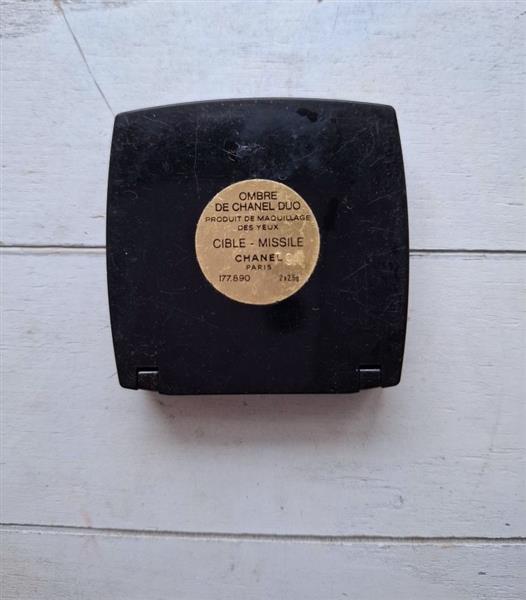 OMBRE
DE CHANEL DUO
PRODUIT DE MAQUILLAGE
DES YEUX
CIBLE - MISSILE
CHANEL
PARIS
177.890 2x2.5g